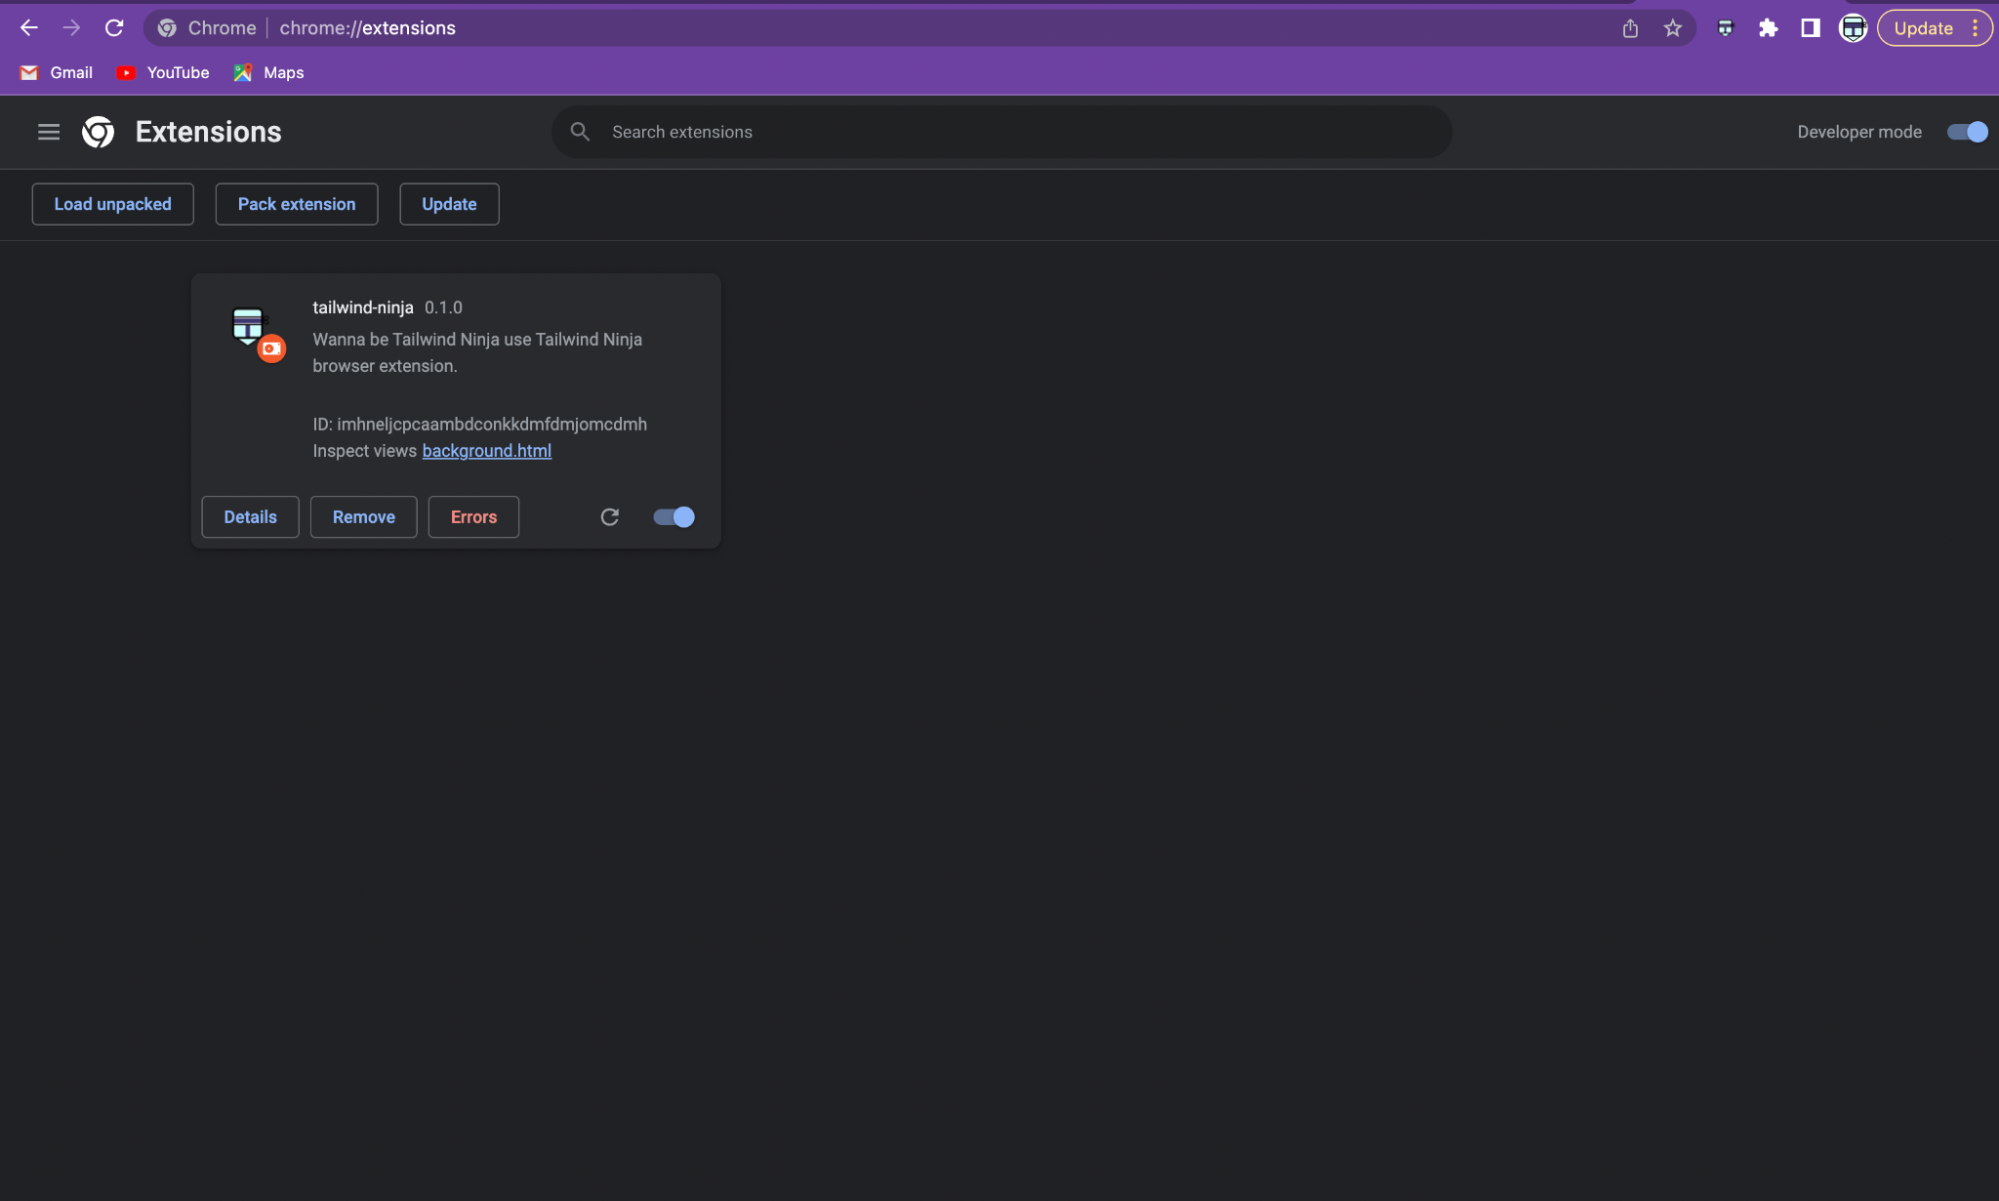 Chrome | chrome://extensions
Update
Gmail YouTube Maps
Extensions
Search extensions
Developer mode
Load unpacked Pack extension Update
tailwind-ninja 0.1.0
Wanna be Tailwind Ninja use Tailwind Ninja
browser extension.
ID: imhneljcpcaambdconkkdmfdmjomcdmh
Inspect views background.html
Details Remove Errors